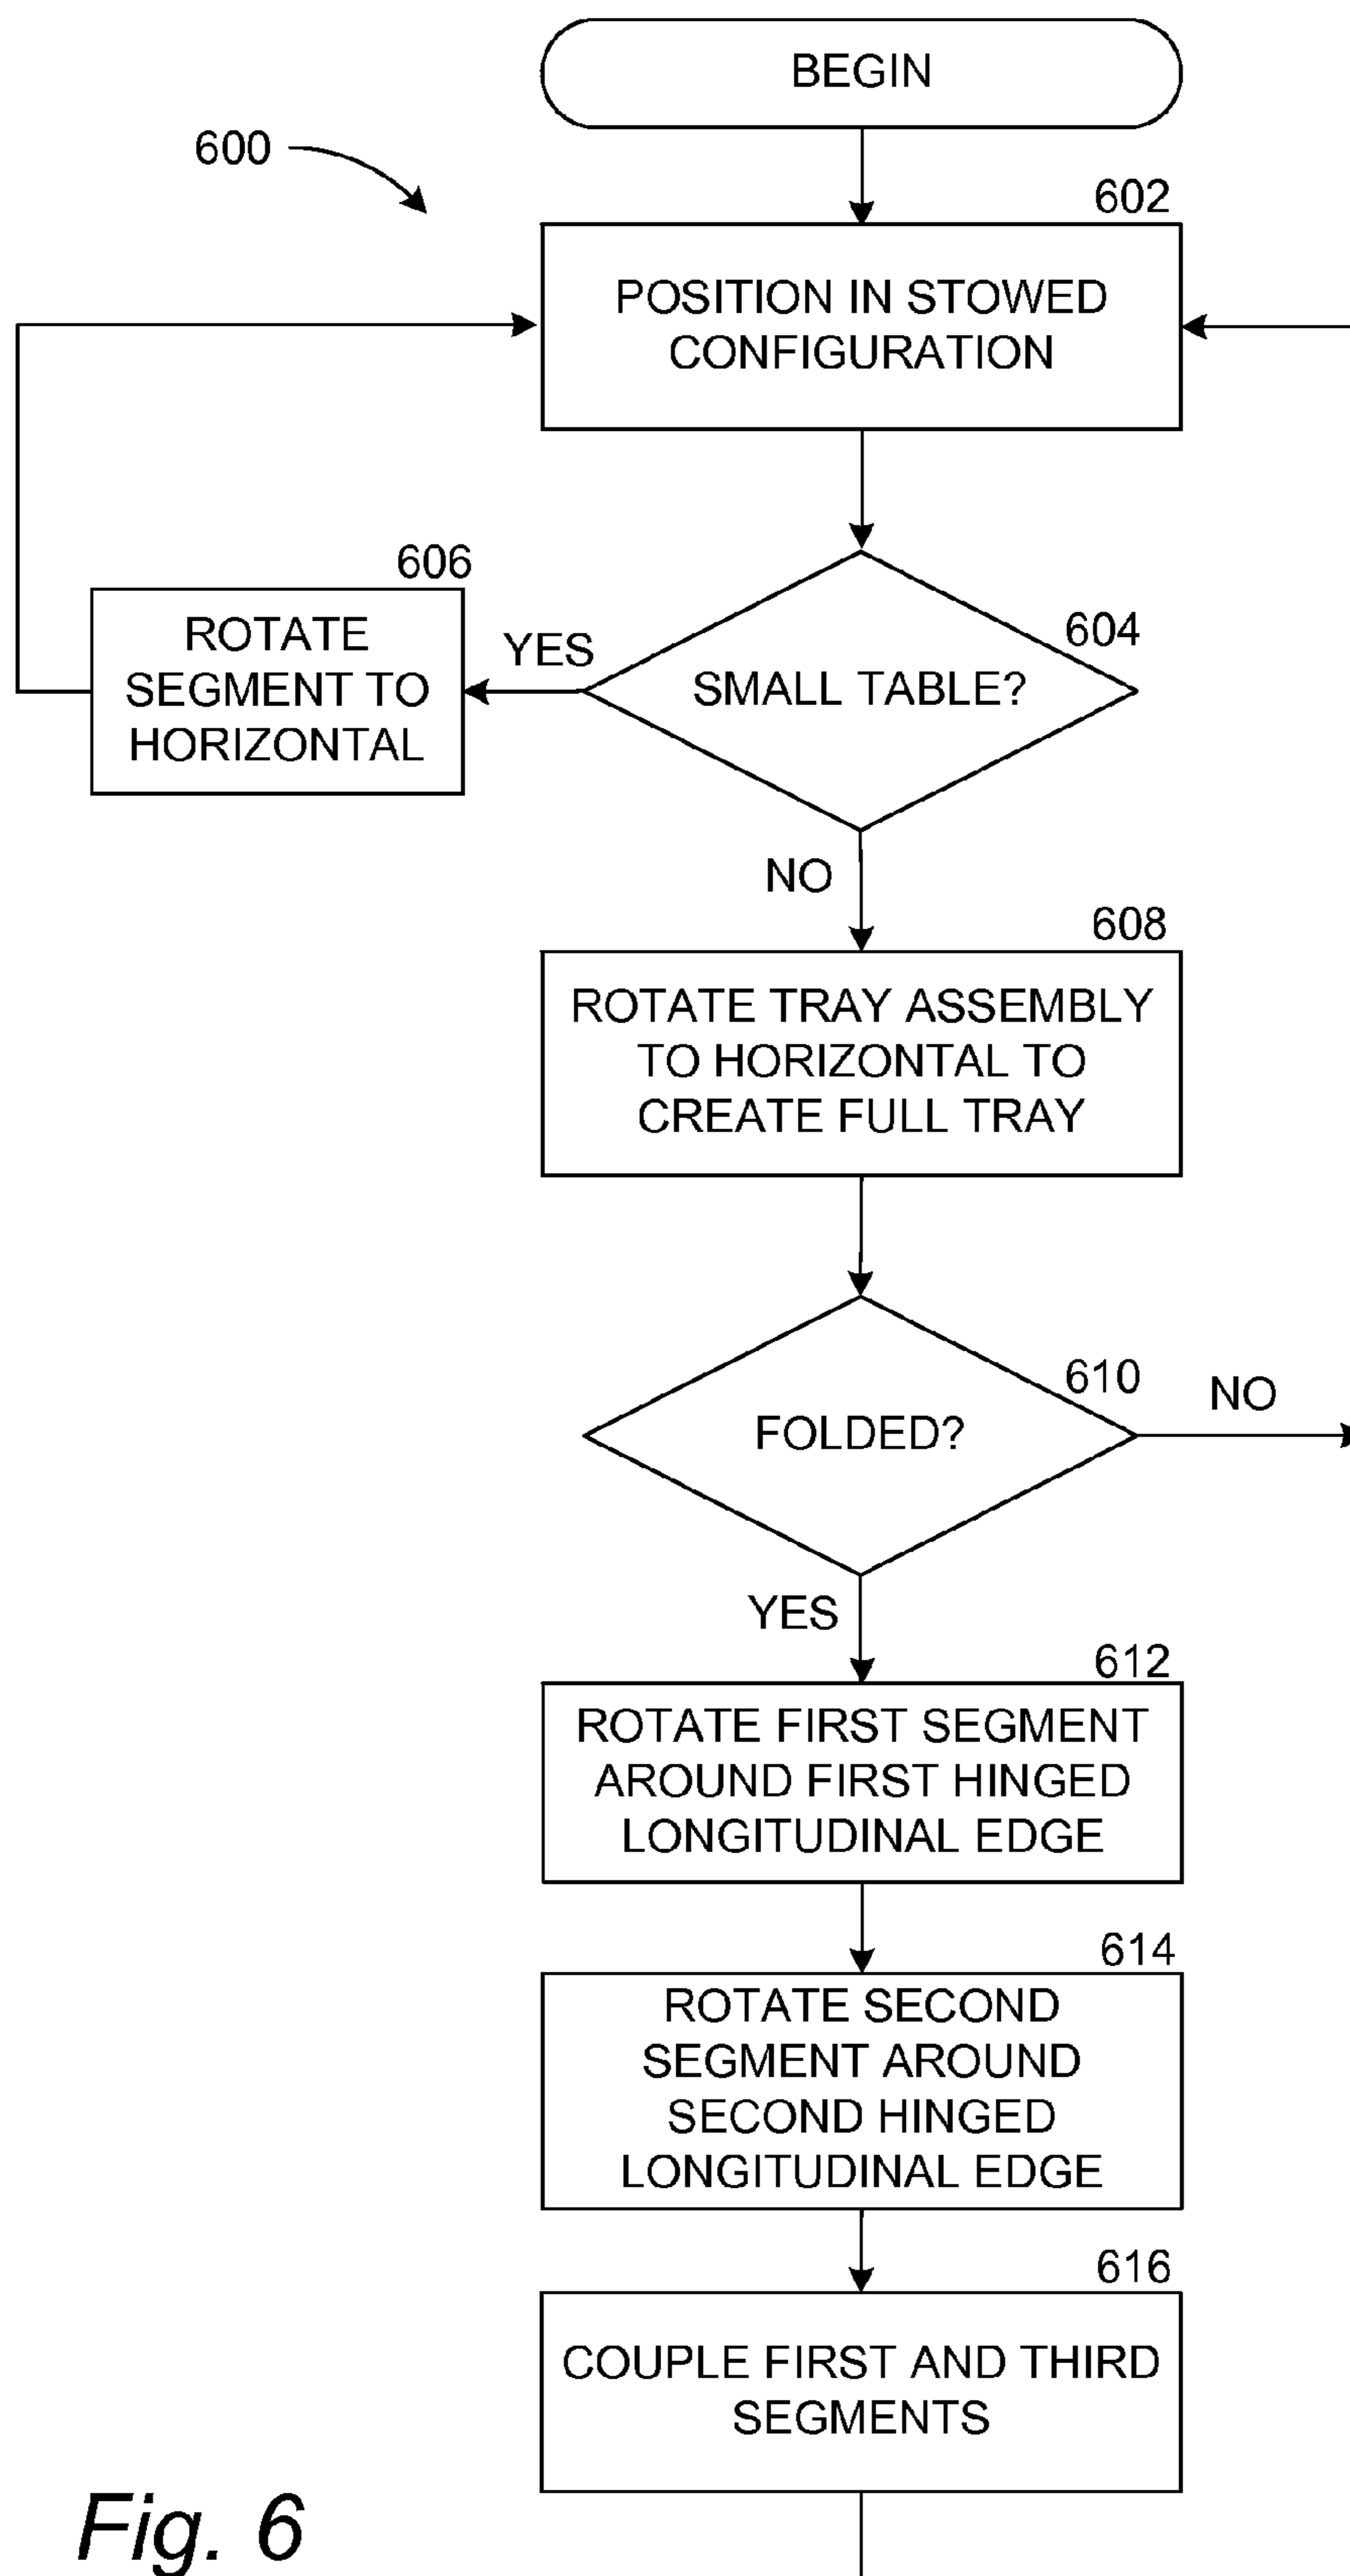 BEGIN
600
602
POSITION IN STOWED
CONFIGURATION
606
ROTATE
SEGMENT TO
HORIZONTAL
YES
604
SMALL TABLE?
NO
608
ROTATE TRAY ASSEMBLY
TO HORIZONTAL TO
CREATE FULL TRAY
610
FOLDED?
NO
YES
612
ROTATE FIRST SEGMENT
AROUND FIRST HINGED
LONGITUDINAL EDGE
614
ROTATE SECOND
SEGMENT AROUND
SECOND HINGED
LONGITUDINAL EDGE
616
COUPLE FIRST AND THIRD
SEGMENTS
Fig. 6